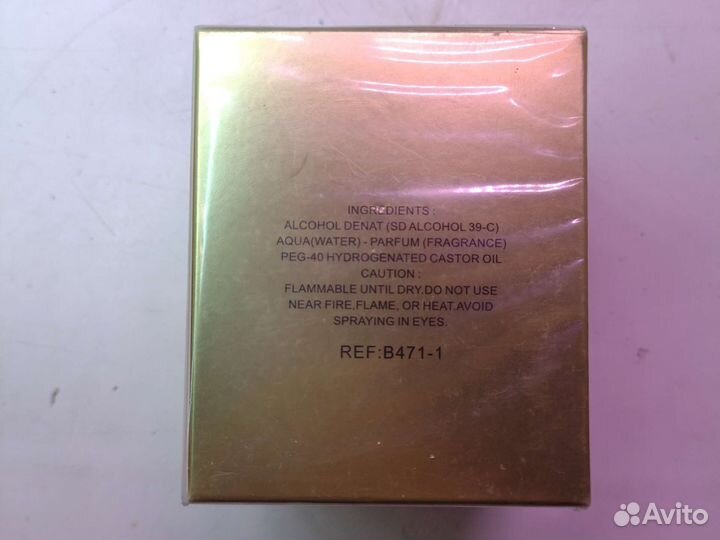 INGREDIENTS :
ALCOHOL DENAT (SD ALCOHOL 39-C)
AQUA(WATER) - PARFUM (FRAGRANCE)
PEG-40 HYDROGENATED CASTOR OIL
CAUTION :
FLAMMABLE UNTIL DRY.DO NOT USE
NEAR FIRE,FLAME, OR HEAT.AVOID
SPRAYING IN EYES.
REF:B471-1
Avito